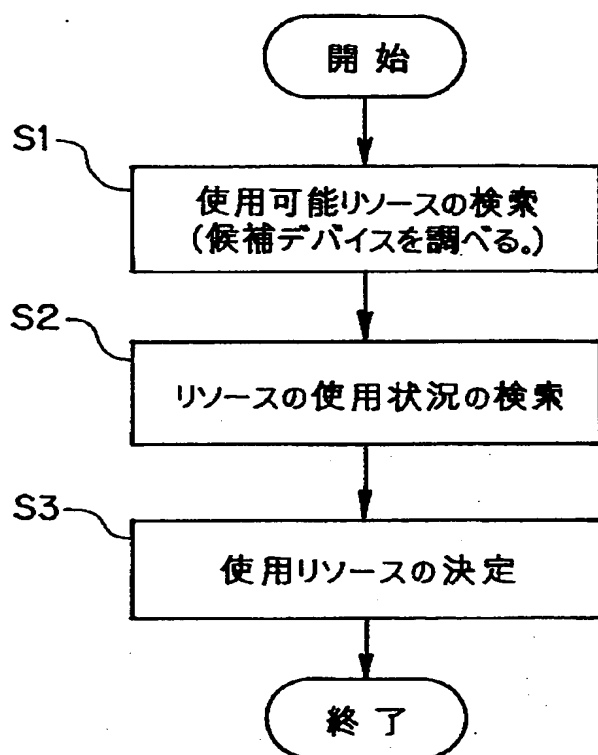 開始
S1
使用可能リソースの検索
(候補デバイスを調べる。)
S2
リソースの使用状況の検索
S3
使用リソースの決定
終了